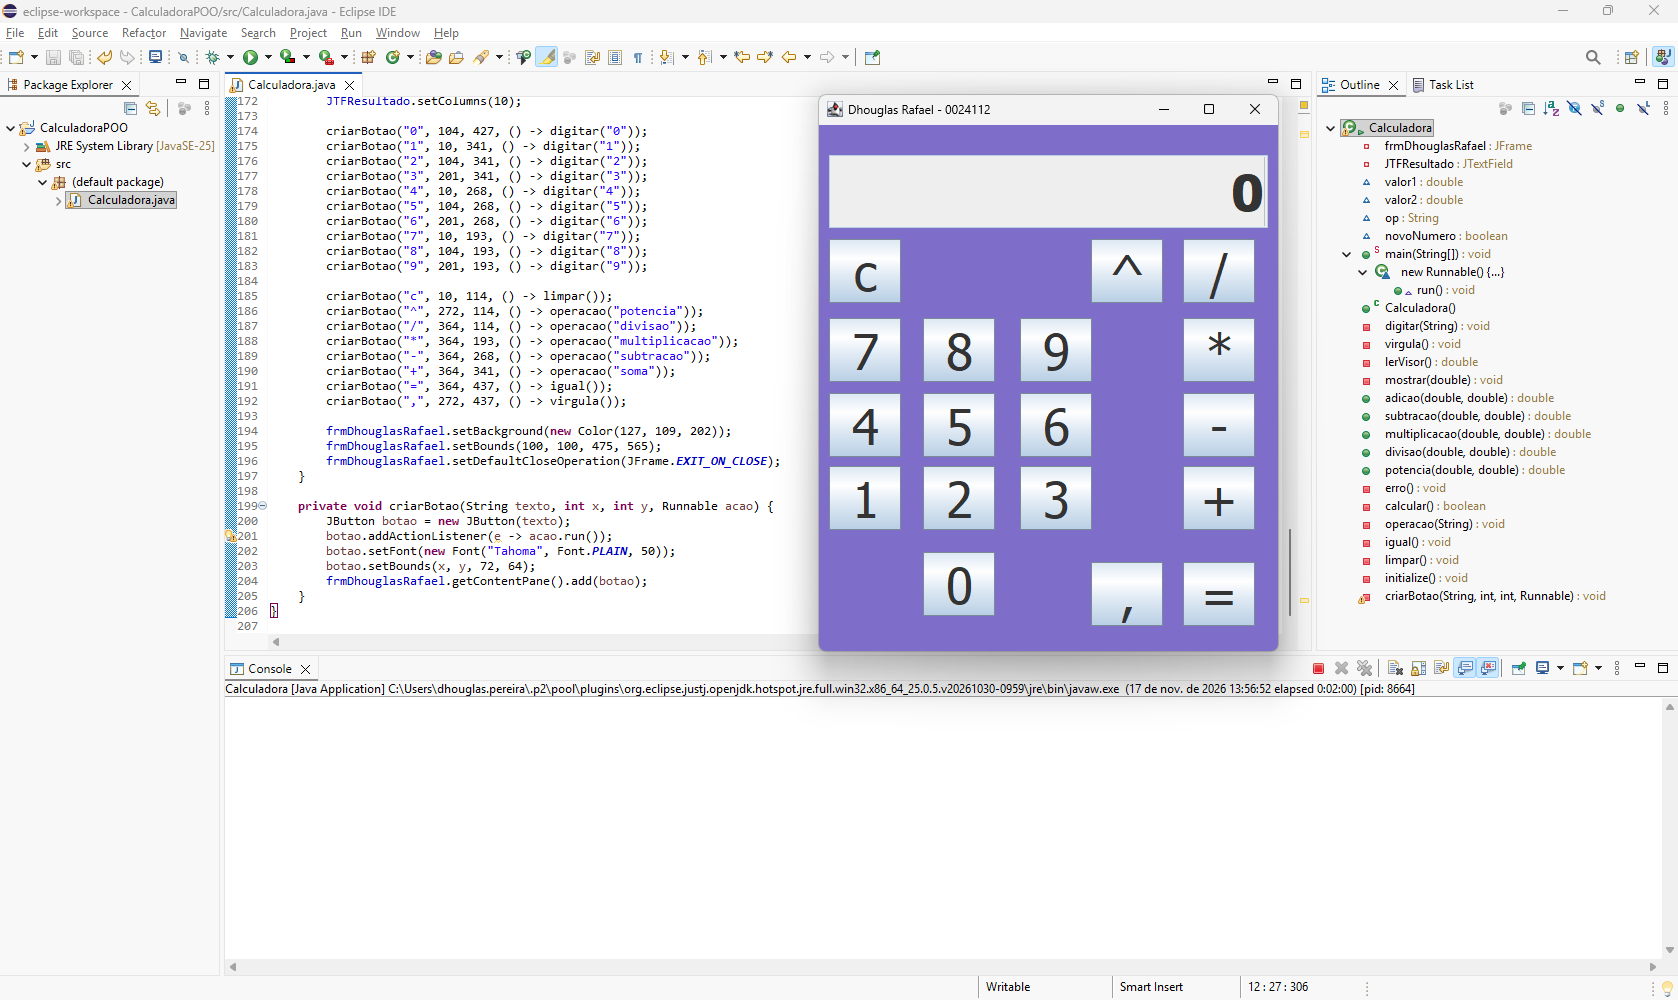 eclipse-workspace - CalculadoraPOO/src/Calculadora.java - Eclipse IDE
File Edit Source Refactor Navigate Search Project Run Window Help
Package Explorer
CalculadoraPOO
JRE System Library [JavaSE-25]
src
(default package)
Calculadora.java
Calculadora.java
172 JTFResultado.setColumns(10);
173
174 criarBotao("0", 104, 427, () -> digitar("0"));
175 criarBotao("1", 10, 341, () -> digitar("1"));
176 criarBotao("2", 104, 341, () -> digitar("2"));
177 criarBotao("3", 201, 341, () -> digitar("3"));
178 criarBotao("4", 10, 268, () -> digitar("4"));
179 criarBotao("5", 104, 268, () -> digitar("5"));
180 criarBotao("6", 201, 268, () -> digitar("6"));
181 criarBotao("7", 10, 193, () -> digitar("7"));
182 criarBotao("8", 104, 193, () -> digitar("8"));
183 criarBotao("9", 201, 193, () -> digitar("9"));
184
185 criarBotao("c", 10, 114, () -> limpar());
186 criarBotao("^", 272, 114, () -> operacao("potencia"));
187 criarBotao("/", 364, 114, () -> operacao("divisao"));
188 criarBotao("*", 364, 193, () -> operacao("multiplicacao"));
189 criarBotao("-", 364, 268, () -> operacao("subtracao"));
190 criarBotao("+", 364, 341, () -> operacao("soma"));
191 criarBotao("=", 364, 437, () -> igual());
192 criarBotao(",", 272, 437, () -> virgula());
193
194 frmDhouglasRafael.setBackground(new Color(127, 109, 202));
195 frmDhouglasRafael.setBounds(100, 100, 475, 565);
196 frmDhouglasRafael.setDefaultCloseOperation(JFrame.EXIT_ON_CLOSE);
197 }
198
199 private void criarBotao(String texto, int x, int y, Runnable acao) {
200 JButton botao = new JButton(texto);
201 botao.addActionListener(e -> acao.run());
202 botao.setFont(new Font("Tahoma", Font.PLAIN, 50));
203 botao.setBounds(x, y, 72, 64);
204 frmDhouglasRafael.getContentPane().add(botao);
205 }
206 }
207
Dhouglas Rafael - 0024112
0
c ^ /
7 8 9 *
4 5 6 -
1 2 3 +
0 , =
Outline Task List
Calculadora
frmDhouglasRafael : JFrame
JTFResultado : JTextField
valor1 : double
valor2 : double
op : String
novoNumero : boolean
main(String[]) : void
new Runnable() {...}
run() : void
Calculadora()
digitar(String) : void
virgula() : void
lerVisor() : double
mostrar(double) : void
adicao(double, double) : double
subtracao(double, double) : double
multiplicacao(double, double) : double
divisao(double, double) : double
potencia(double, double) : double
erro() : void
calcular() : boolean
operacao(String) : void
igual() : void
limpar() : void
initialize() : void
criarBotao(String, int, int, Runnable) : void
Console
Calculadora [Java Application] C:\Users\dhouglas.pereira\.p2\pool\plugins\org.eclipse.justj.openjdk.hotspot.jre.full.win32.x86_64_25.0.5.v20261030-0959\jre\bin\javaw.exe (17 de nov. de 2026 13:56:52 elapsed 0:02:00) [pid: 8664]
Writable Smart Insert 12 : 27 : 306